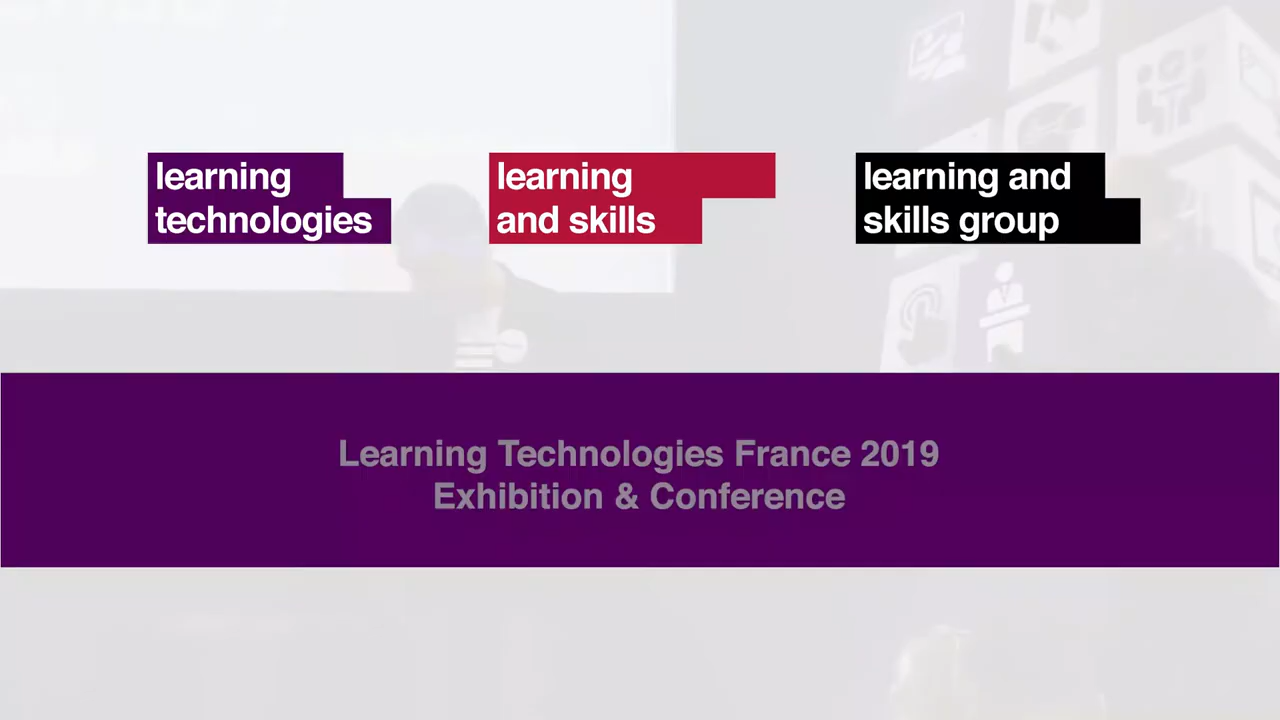 learning
technologies
learning
and skills
learning and
skills group
Learning Technologies France 2019
Exhibition & Conference